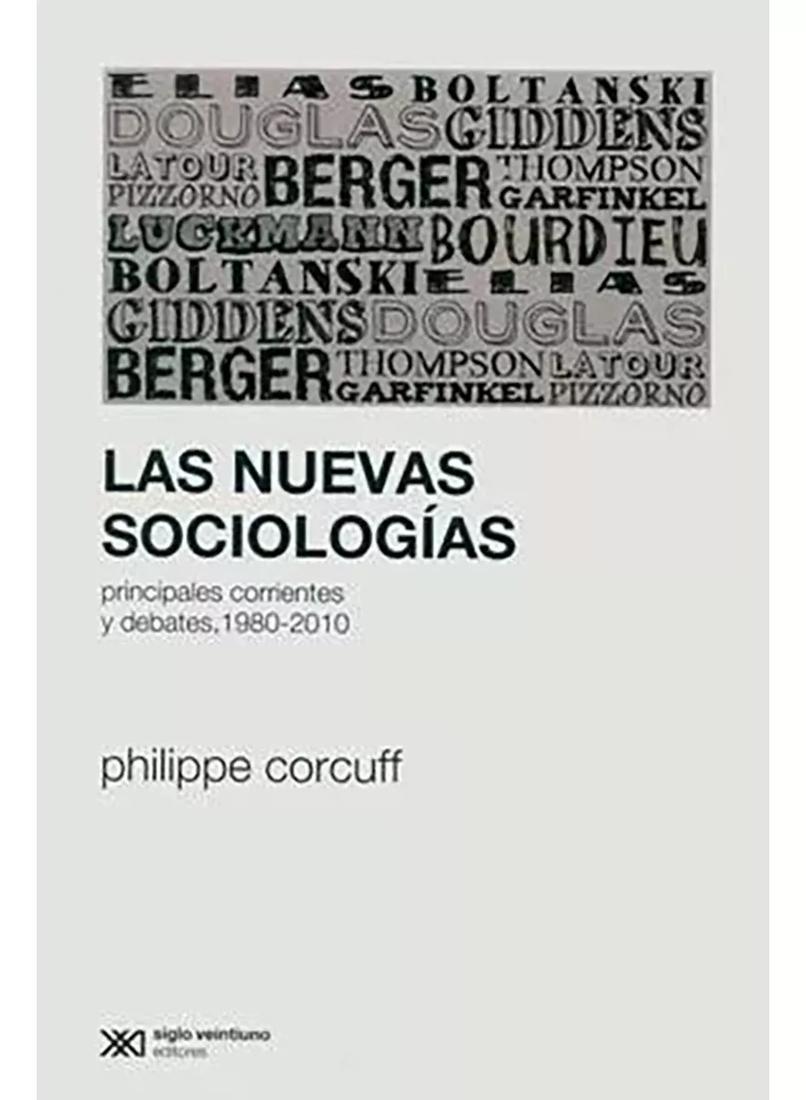 ELIAS BOLTANSKI
DOUGLAS GIDDENS
LATOUR BERGER THOMPSON
PIZZORNO GARFINKEL
LUCKMANN BOURDIEU
BOLTANSKI ELIAS
GIDDENS DOUGLAS
BERGER THOMPSON LATOUR
GARFINKEL PIZZORNO
LAS NUEVAS
SOCIOLOGÍAS
principales corrientes
y debates, 1980-2010
philippe corcuff
siglo veintiuno
editores